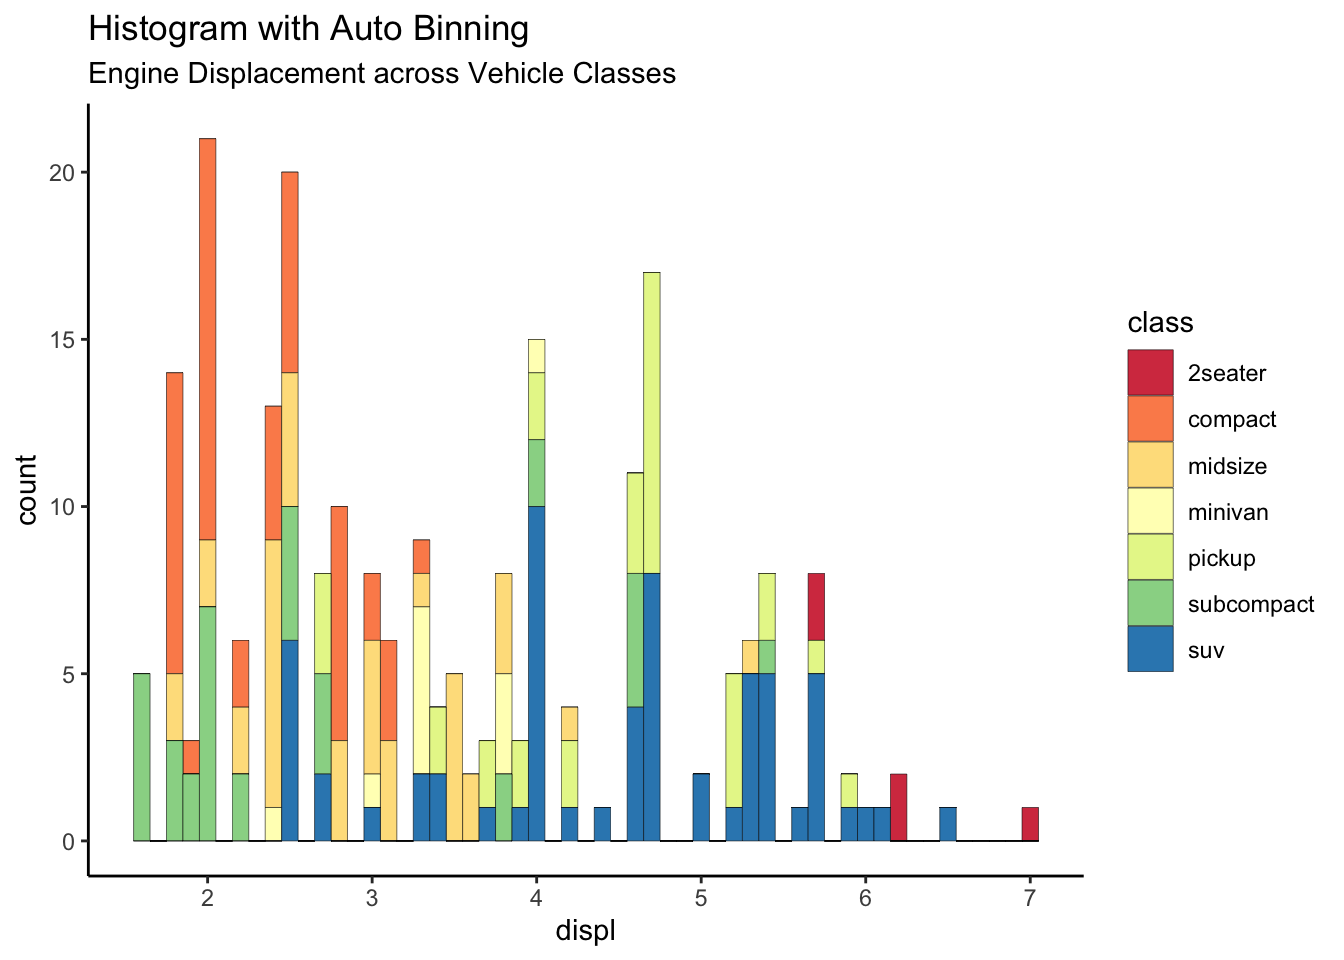 Histogram with Auto Binning
Engine Displacement across Vehicle Classes
20
15
10
5
0
count
2 3 4 5 6 7
displ
class
2seater
compact
midsize
minivan
pickup
subcompact
suv